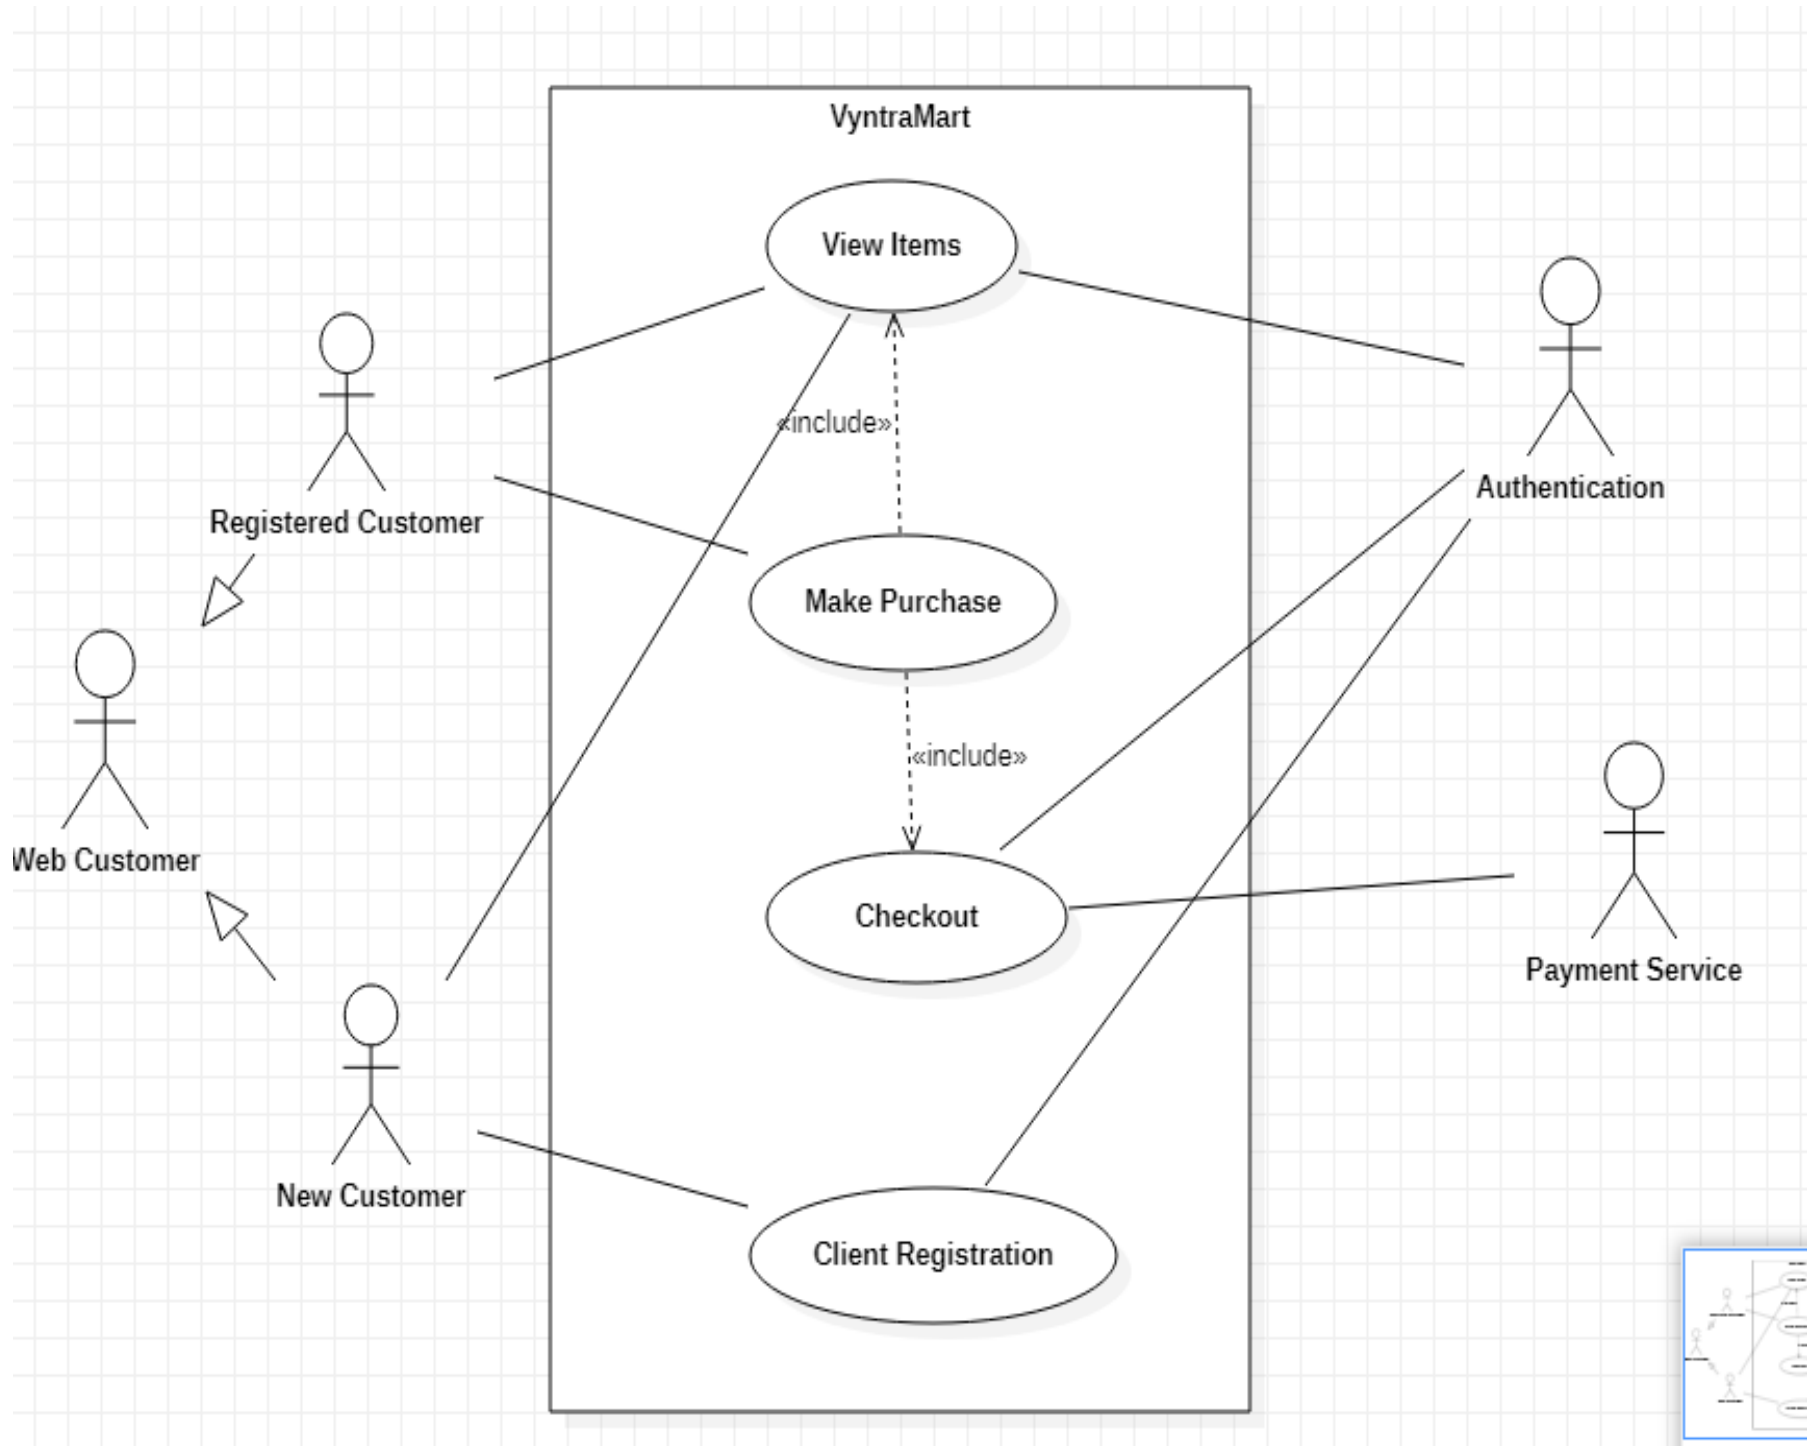 VyntraMart
View Items
«include»
Authentication
Registered Customer
Make Purchase
«include»
Web Customer
Checkout
Payment Service
New Customer
Client Registration